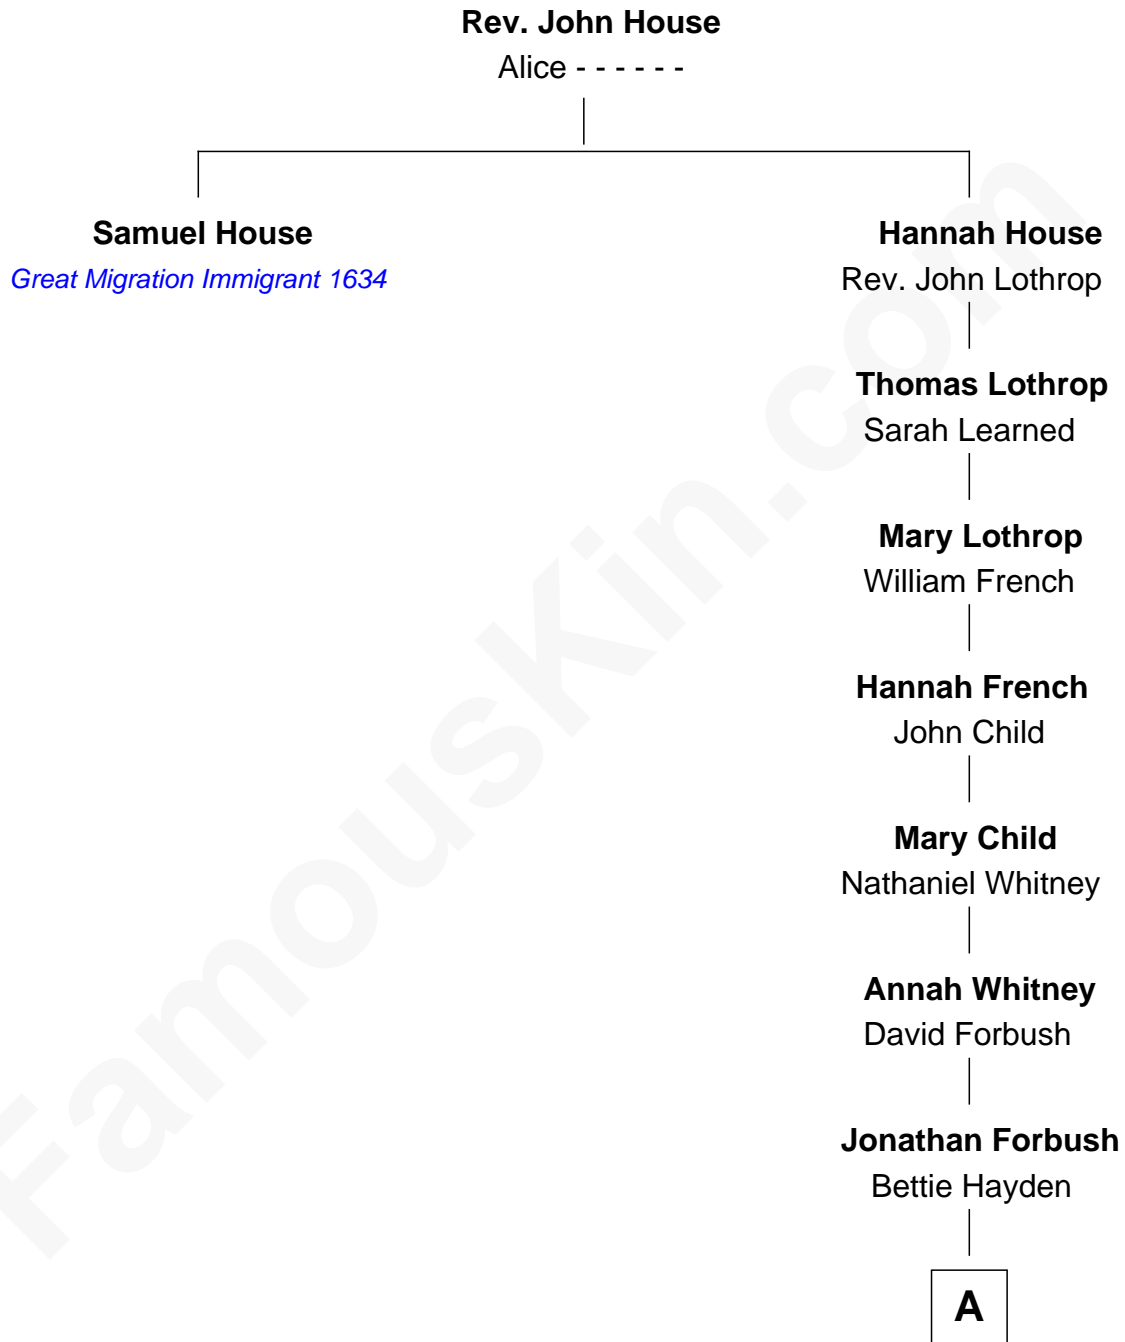 Rev. John House
Alice - - - - - -
Samuel House
Great Migration Immigrant 1634
Hannah House
Rev. John Lothrop
Thomas Lothrop
Sarah Learned
Mary Lothrop
William French
Hannah French
John Child
Mary Child
Nathaniel Whitney
Annah Whitney
David Forbush
Jonathan Forbush
Bettie Hayden
A
FamousKin.com